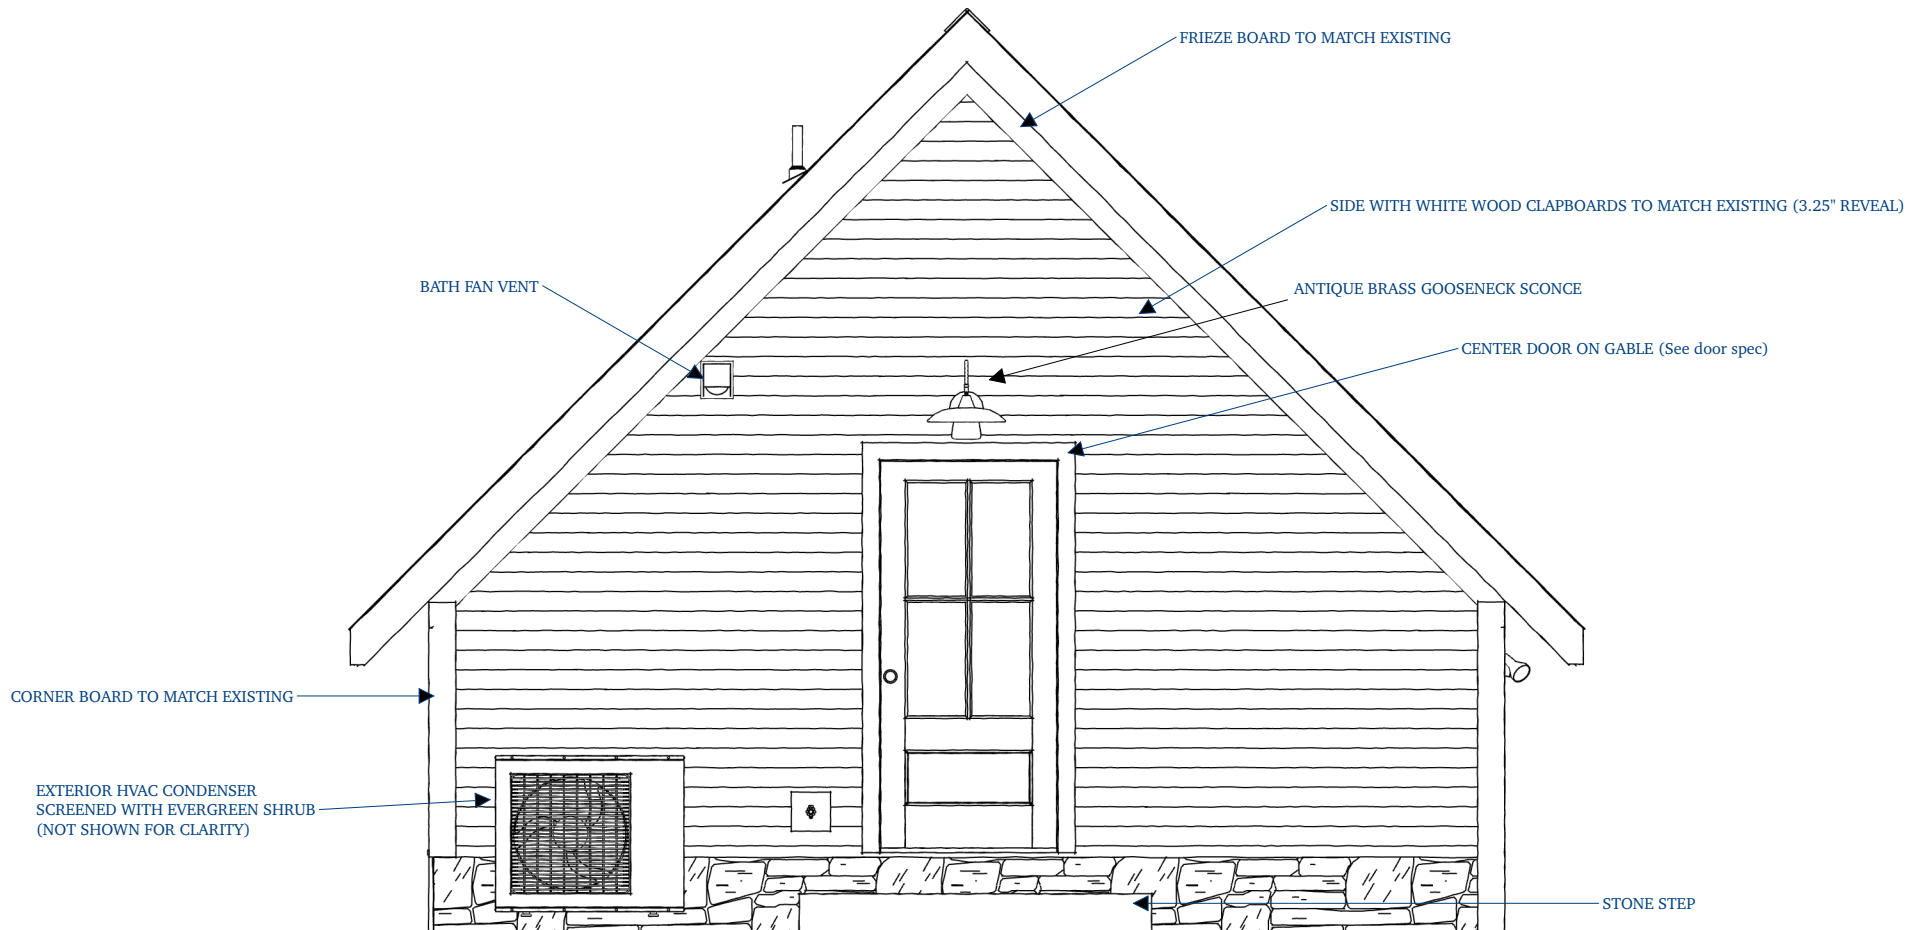 FRIEZE BOARD TO MATCH EXISTING
SIDE WITH WHITE WOOD CLAPBOARDS TO MATCH EXISTING (3.25" REVEAL)
BATH FAN VENT
ANTIQUE BRASS GOOSENECK SCONCE
CENTER DOOR ON GABLE (See door spec)
CORNER BOARD TO MATCH EXISTING
EXTERIOR HVAC CONDENSER
SCREENED WITH EVERGREEN SHRUB
(NOT SHOWN FOR CLARITY)
STONE STEP